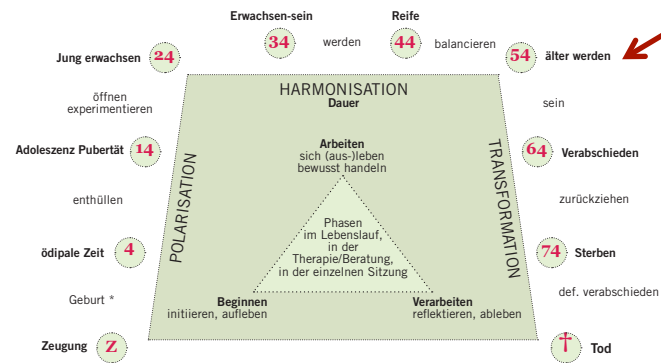 Erwachsen-sein
Reife
34
werden
44
balancieren
Jung erwachsen
24
54
älter werden
HARMONISATION
Dauer
öffnen
experimentieren
sein
Arbeiten
sich (aus-)leben
bewusst handeln
Adoleszenz Pubertät
14
64
Verabschieden
POLARISATION
TRANSFORMATION
enthüllen
zurückziehen
Phasen
im Lebenslauf,
in der
Therapie/Beratung,
in der einzelnen Sitzung
ödipale Zeit
4
74
Sterben
Geburt *
def. verabschieden
Beginnen
initiieren, aufleben
Verarbeiten
reflektieren, ableben
Zeugung
Z
†
Tod